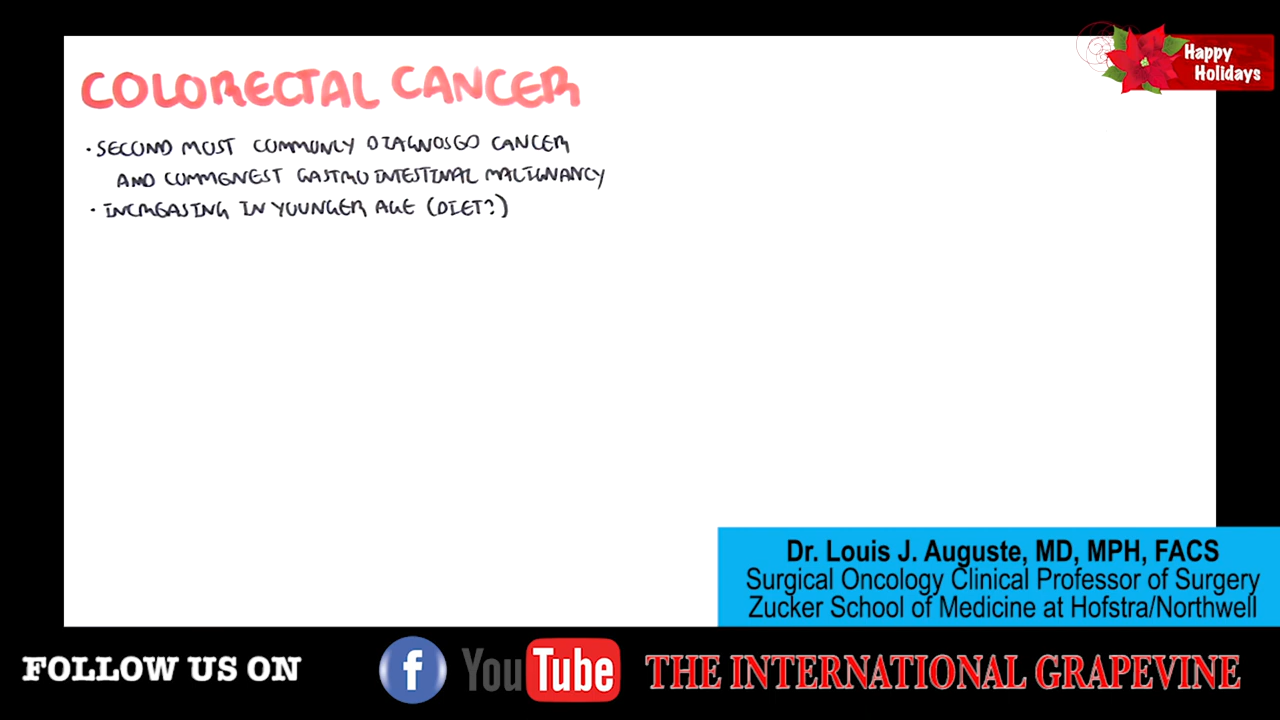 COLORECTAL CANCER
• SECOND MOST COMMONLY DIAGNOSED CANCER
AND COMMONEST GASTROINTESTINAL MALIGNANCY
• INCREASING IN YOUNGER AGE (DIET?)
Happy
Holidays
Dr. Louis J. Auguste, MD, MPH, FACS
Surgical Oncology Clinical Professor of Surgery
Zucker School of Medicine at Hofstra/Northwell
FOLLOW US ON f YouTube THE INTERNATIONAL GRAPEVINE